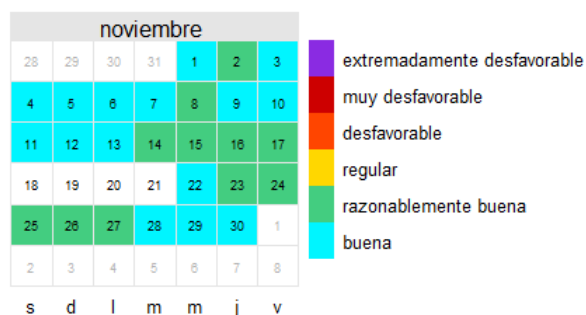 noviembre
28 29 30 31 1 2 3
4 5 6 7 8 9 10
11 12 13 14 15 16 17
18 19 20 21 22 23 24
25 26 27 28 29 30 1
2 3 4 5 6 7 8
s d l m m j v
extremadamente desfavorable
muy desfavorable
desfavorable
regular
razonablemente buena
buena